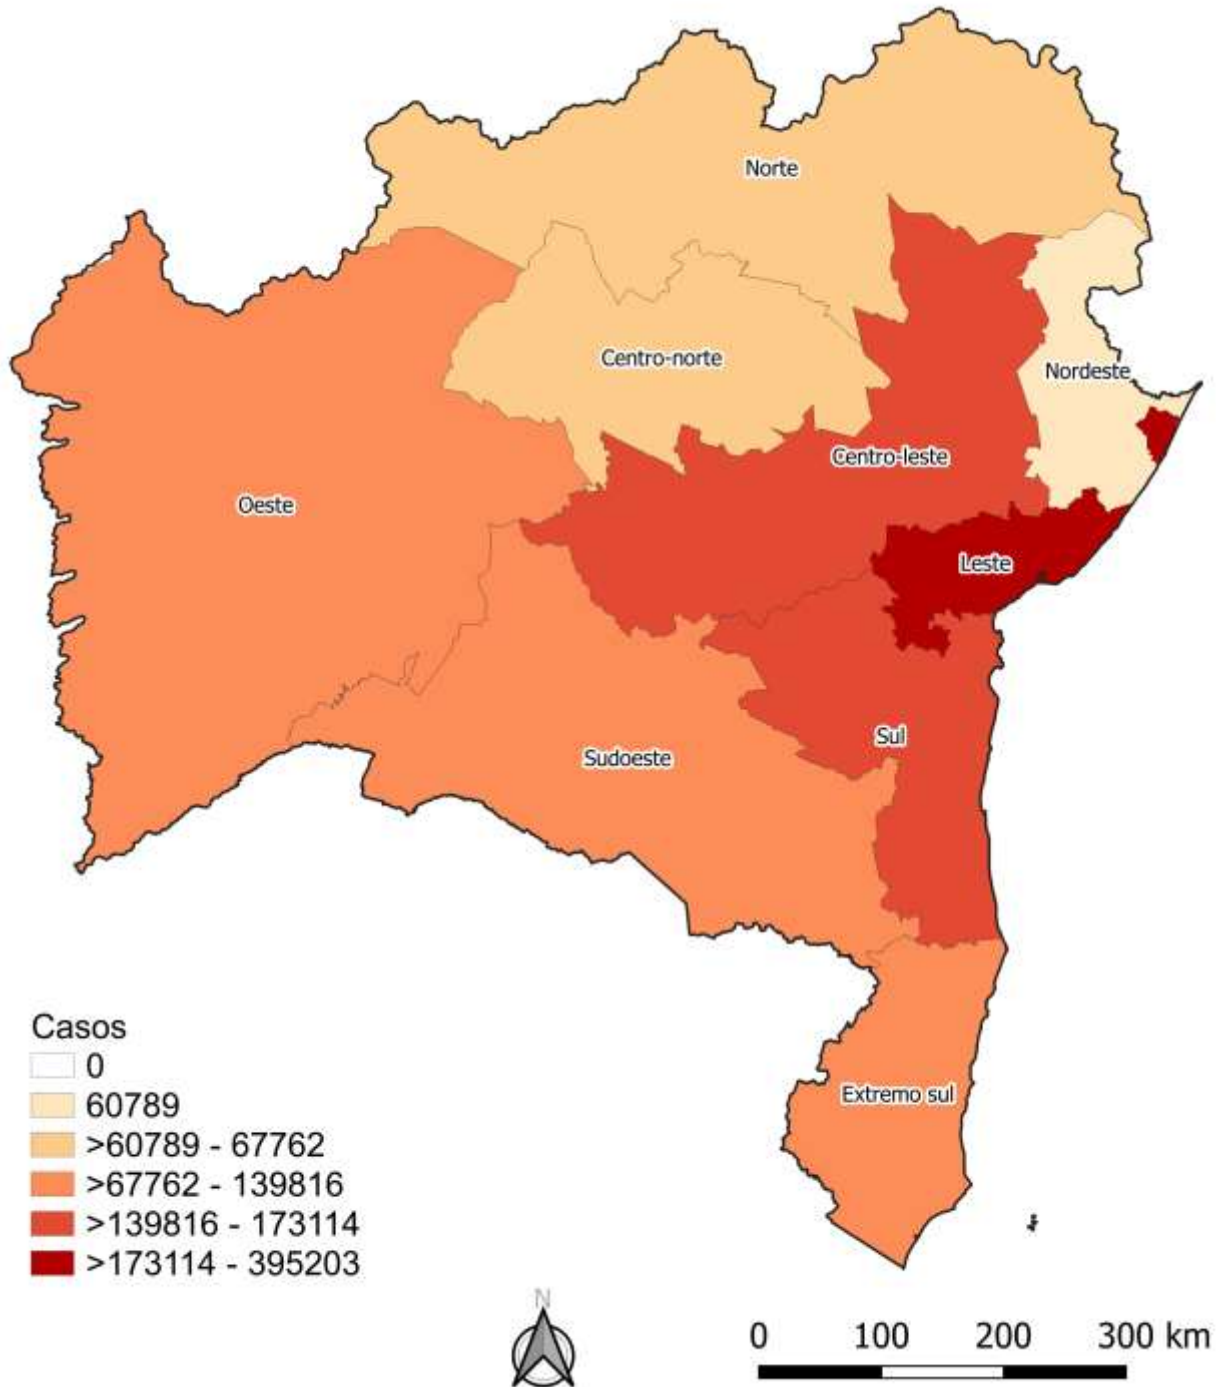 Norte
Centro-norte
Nordeste
Centro-leste
Oeste
Leste
Sul
Sudoeste
Extremo sul
Casos
0
60789
>60789 - 67762
>67762 - 139816
>139816 - 173114
>173114 - 395203
N
0 100 200 300 km